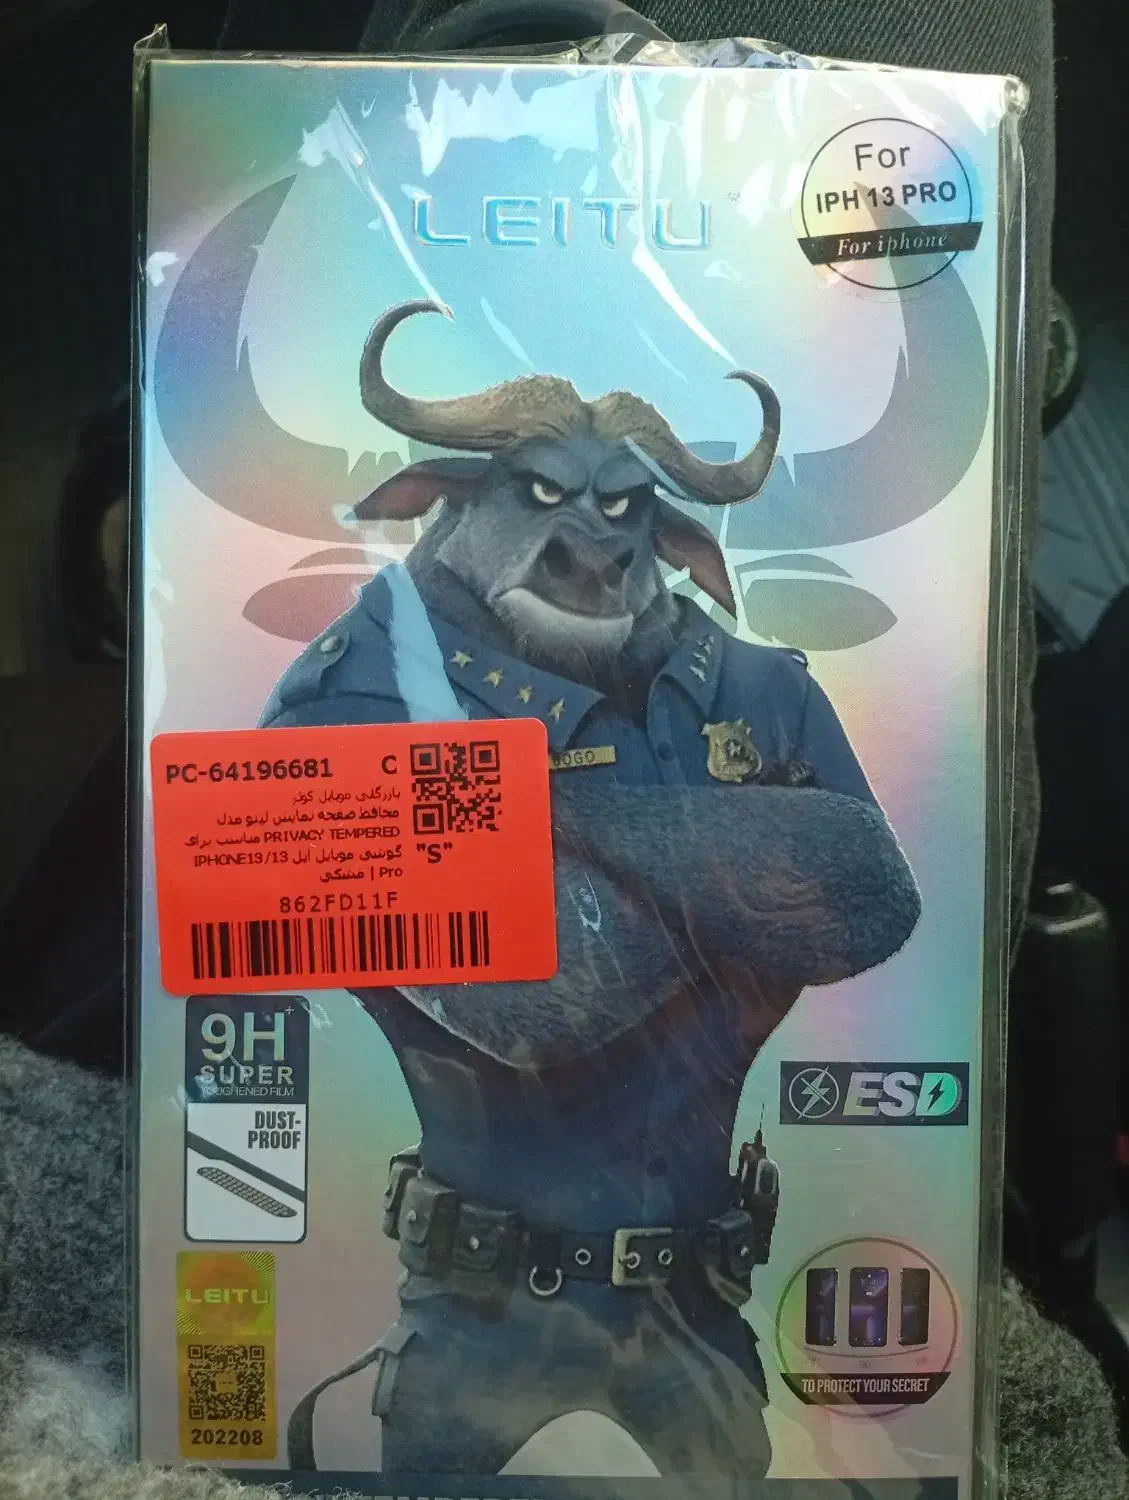 LEITU
For
IPH 13 PRO
For iphone
PC-64196681 C
بازرگانی موبایل کوثر
محافظ صفحه نمایش لیتو مدل
PRIVACY TEMPERED مناسب برای
گوشی موبایل اپل IPHONE13/13
Pro | مشکی
"S"
862FD11F
BOGO
9H+
SUPER
TOUGHENED FILM
DUST-
PROOF
ESD
LEITU
202208
TO PROTECT YOUR SECRET